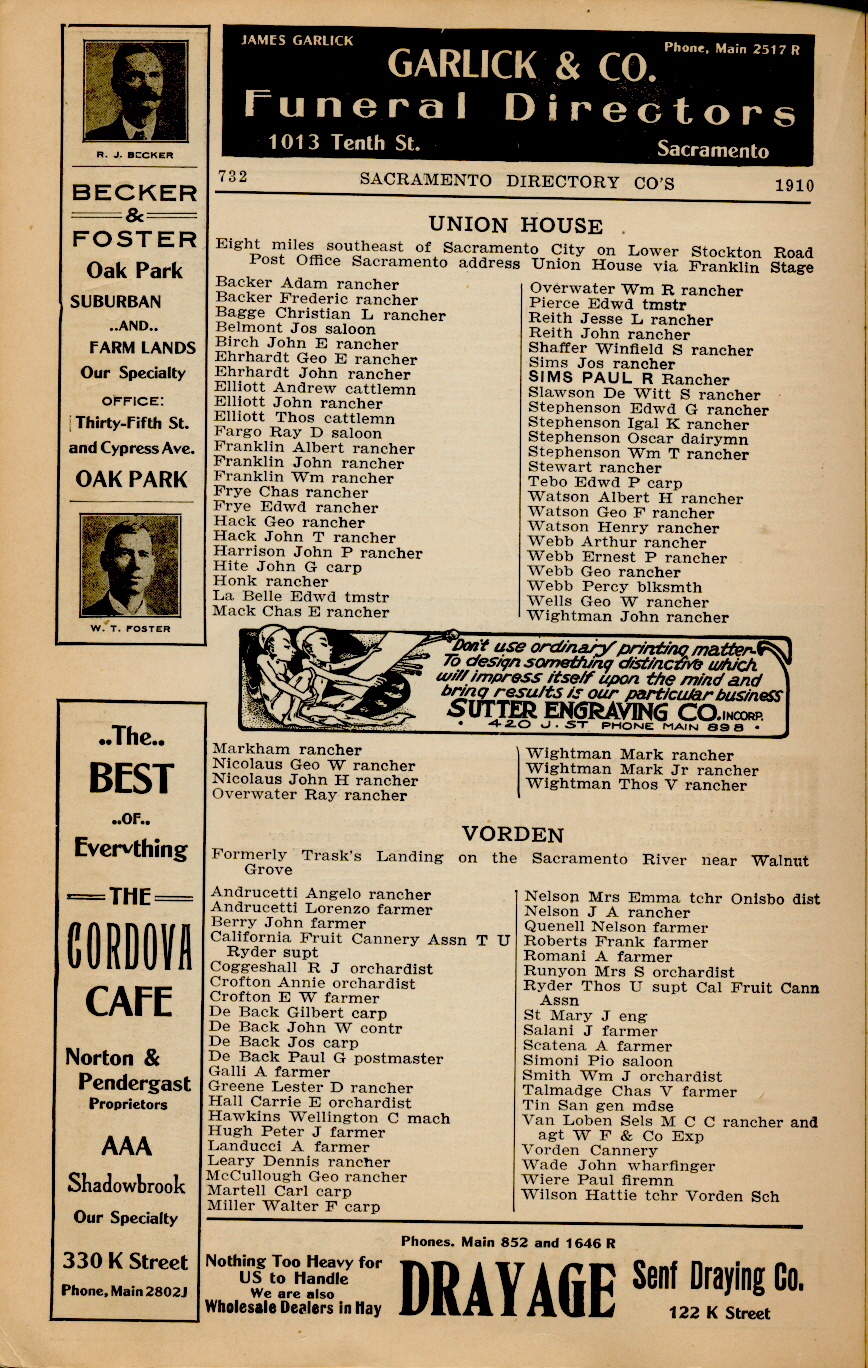 JAMES GARLICK
Phone, Main 2517 R
GARLICK & CO.
Funeral Directors
1013 Tenth St.
Sacramento
R. J. BECKER
BECKER
&
FOSTER
Oak Park
SUBURBAN
..AND..
FARM LANDS
Our Specialty
OFFICE:
Thirty-Fifth St.
and Cypress Ave.
OAK PARK
W. T. FOSTER
732 SACRAMENTO DIRECTORY CO'S 1910
UNION HOUSE
Eight miles southeast of Sacramento City on Lower Stockton Road
Post Office Sacramento address Union House via Franklin Stage
Backer Adam rancher
Backer Frederic rancher
Bagge Christian L rancher
Belmont Jos saloon
Birch John E rancher
Ehrhardt Geo E rancher
Ehrhardt John rancher
Elliott Andrew cattlemn
Elliott John rancher
Elliott Thos cattlemn
Fargo Ray D saloon
Franklin Albert rancher
Franklin John rancher
Franklin Wm rancher
Frye Chas rancher
Frye Edwd rancher
Hack Geo rancher
Hack John T rancher
Harrison John P rancher
Hite John G carp
Honk rancher
La Belle Edwd tmstr
Mack Chas E rancher
Overwater Wm R rancher
Pierce Edwd tmstr
Reith Jesse L rancher
Reith John rancher
Shaffer Winfield S rancher
Sims Jos rancher
SIMS PAUL R Rancher
Slawson De Witt S rancher
Stephenson Edwd G rancher
Stephenson Igal K rancher
Stephenson Oscar dairymn
Stephenson Wm T rancher
Stewart rancher
Tebo Edwd P carp
Watson Albert H rancher
Watson Geo F rancher
Watson Henry rancher
Webb Arthur rancher
Webb Ernest P rancher
Webb Geo rancher
Webb Percy blksmth
Wells Geo W rancher
Wightman John rancher
Don't use ordinary printing matter-
To design something distinctive which
will impress itself upon the mind and
bring results is our particular business
SUTTER ENGRAVING CO. INCORP.
420 J. ST PHONE MAIN 898
Markham rancher
Nicolaus Geo W rancher
Nicolaus John H rancher
Overwater Ray rancher
Wightman Mark rancher
Wightman Mark Jr rancher
Wightman Thos V rancher
VORDEN
Formerly Trask's Landing on the Sacramento River near Walnut
Grove
Andrucetti Angelo rancher
Andrucetti Lorenzo farmer
Berry John farmer
California Fruit Cannery Assn T U
Ryder supt
Coggeshall R J orchardist
Crofton Annie orchardist
Crofton E W farmer
De Back Gilbert carp
De Back John W contr
De Back Jos carp
De Back Paul G postmaster
Galli A farmer
Greene Lester D rancher
Hall Carrie E orchardist
Hawkins Wellington C mach
Hugh Peter J farmer
Landucci A farmer
Leary Dennis rancher
McCullough Geo rancher
Martell Carl carp
Miller Walter F carp
Nelson Mrs Emma tchr Onisbo dist
Nelson J A rancher
Quenell Nelson farmer
Roberts Frank farmer
Romani A farmer
Runyon Mrs S orchardist
Ryder Thos U supt Cal Fruit Cann
Assn
St Mary J eng
Salani J farmer
Scatena A farmer
Simoni Pio saloon
Smith Wm J orchardist
Talmadge Chas V farmer
Tin San gen mdse
Van Loben Sels M C C rancher and
agt W F & Co Exp
Vorden Cannery
Wade John wharfinger
Wiere Paul firemn
Wilson Hattie tchr Vorden Sch
..The..
BEST
..OF..
Everything
THE
CORDOVA
CAFE
Norton &
Pendergast
Proprietors
AAA
Shadowbrook
Our Specialty
330 K Street
Phone, Main 2802J
Phones. Main 852 and 1646 R
Nothing Too Heavy for
US to Handle
We are also
Wholesale Dealers in Hay
DRAYAGE
Senf Draying Co.
122 K Street